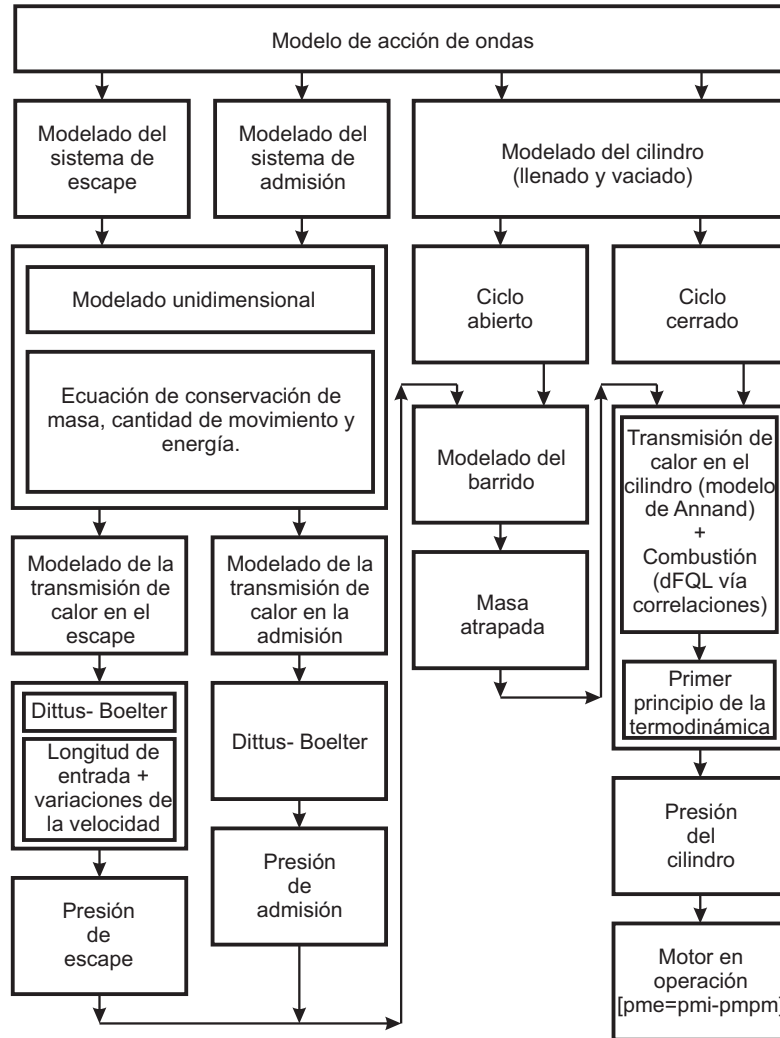 Modelo de acción de ondas
Modelado del
sistema de
escape
Modelado del
sistema de
admisión
Modelado del cilindro
(llenado y vaciado)
Modelado unidimensional
Ecuación de conservación de
masa, cantidad de movimiento y
energía.
Ciclo
abierto
Ciclo
cerrado
Modelado del
barrido
Masa
atrapada
Transmisión de
calor en el
cilindro (modelo
de Annand)
+
Combustión
(dFQL vía
correlaciones)
Primer
principio de la
termodinámica
Modelado de la
transmisión de
calor en el
escape
Modelado de la
transmisión de
calor en la
admisión
Dittus- Boelter
Longitud de
entrada +
variaciones de
la velocidad
Dittus- Boelter
Presión
de
escape
Presión
de
admisión
Presión
del
cilindro
Motor en
operación
[pme=pmi-pmpm]